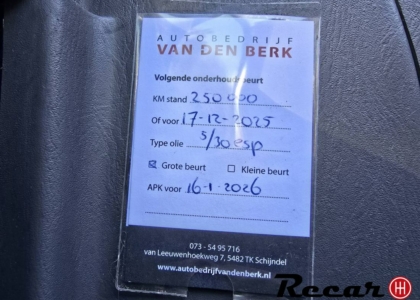 AUTOBEDRIJF
VAN DEN BERK
Volgende onderhoudsbeurt
KM stand 250 000
Of voor 17-12-2025
Type olie 5/30 esp
☑ Grote beurt ☐ Kleine beurt
APK voor 16-1-2026
073 - 54 95 716
van Leeuwenhoekweg 7, 5482 TK Schijndel
www.autobedrijfvandenberk.nl
Recar